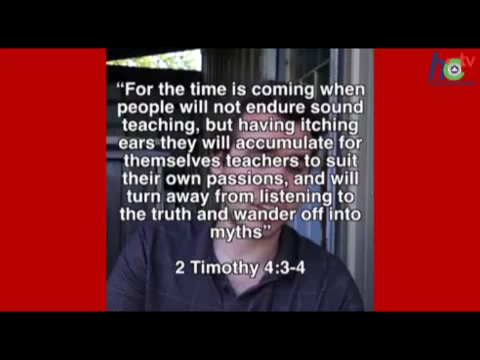 hctv
“For the time is coming when
people will not endure sound
teaching, but having itching
ears they will accumulate for
themselves teachers to suit
their own passions, and will
turn away from listening to
the truth and wander off into
myths”
2 Timothy 4:3-4